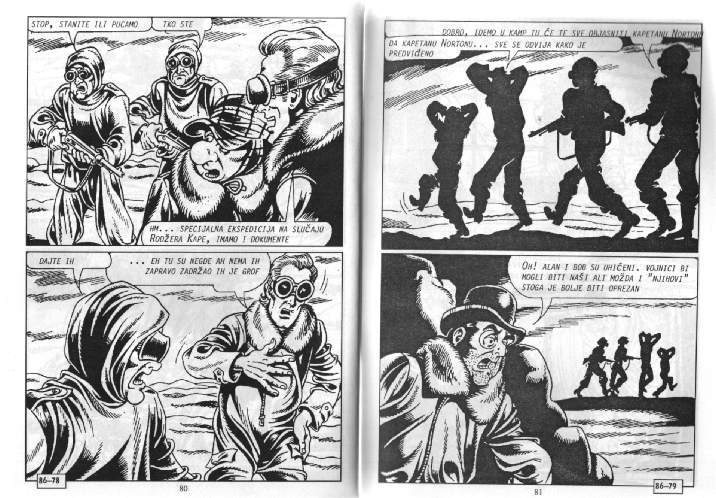 STOP, STANITE ILI PUCAMO
TKO STE
HM... SPECIJALNA EKSPEDICIJA NA SLUČAJU
RODŽERA KAPE, IMAMO I DOKUMENTE
DAJTE IH
... EH TU SU NEGDE AH NEMA IH
ZAPRAVO ZADRŽAO IH JE GROF
86-78
80
DOBRO, IDEMO U KAMP TU ĆE TE SVE OBJASNITI KAPETANU NORTONU
DA KAPETANU NORTONU... SVE SE ODVIJA KAKO JE
PREDVIĐENO
OH! ALAN I BOB SU UHIĆENI. VOJNICI BI
MOGLI BITI NAŠI ALI MOŽDA I "NJIHOVI"
STOGA JE BOLJE BITI OPREZAN
81
86-79